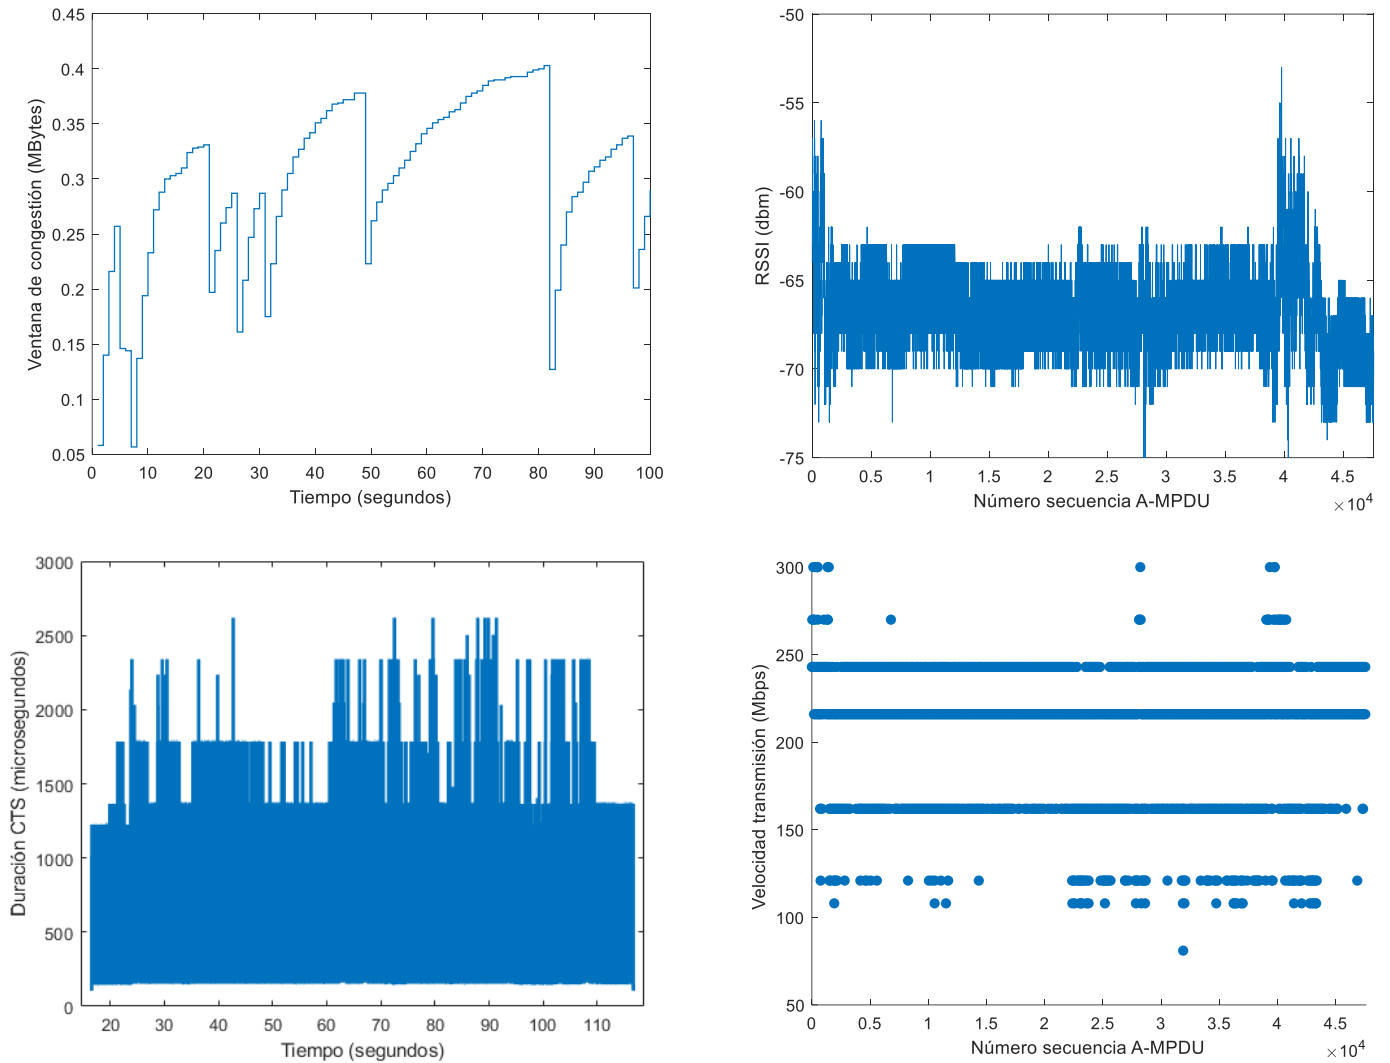 0.45
0.4
0.35
0.3
0.25
0.2
0.15
0.1
0.05
Ventana de congestión (MBytes)
0 10 20 30 40 50 60 70 80 90 100
Tiempo (segundos)
-50
-55
-60
-65
-70
-75
RSSI (dbm)
0 0.5 1 1.5 2 2.5 3 3.5 4 4.5
×10^4
Número secuencia A-MPDU
3000
2500
2000
1500
1000
500
0
Duración CTS (microsegundos)
20 30 40 50 60 70 80 90 100 110
Tiempo (segundos)
300
250
200
150
100
50
Velocidad transmisión (Mbps)
0 0.5 1 1.5 2 2.5 3 3.5 4 4.5
×10^4
Número secuencia A-MPDU